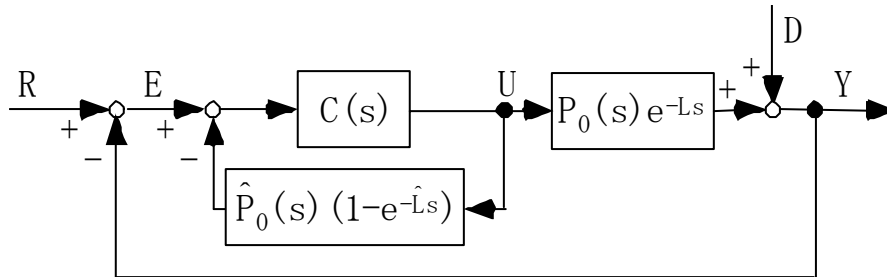 D
R E U Y
+ + + +
C(s) P₀(s)e⁻ᴸˢ
− −
P̂₀(s)(1-e^{-L̂s})